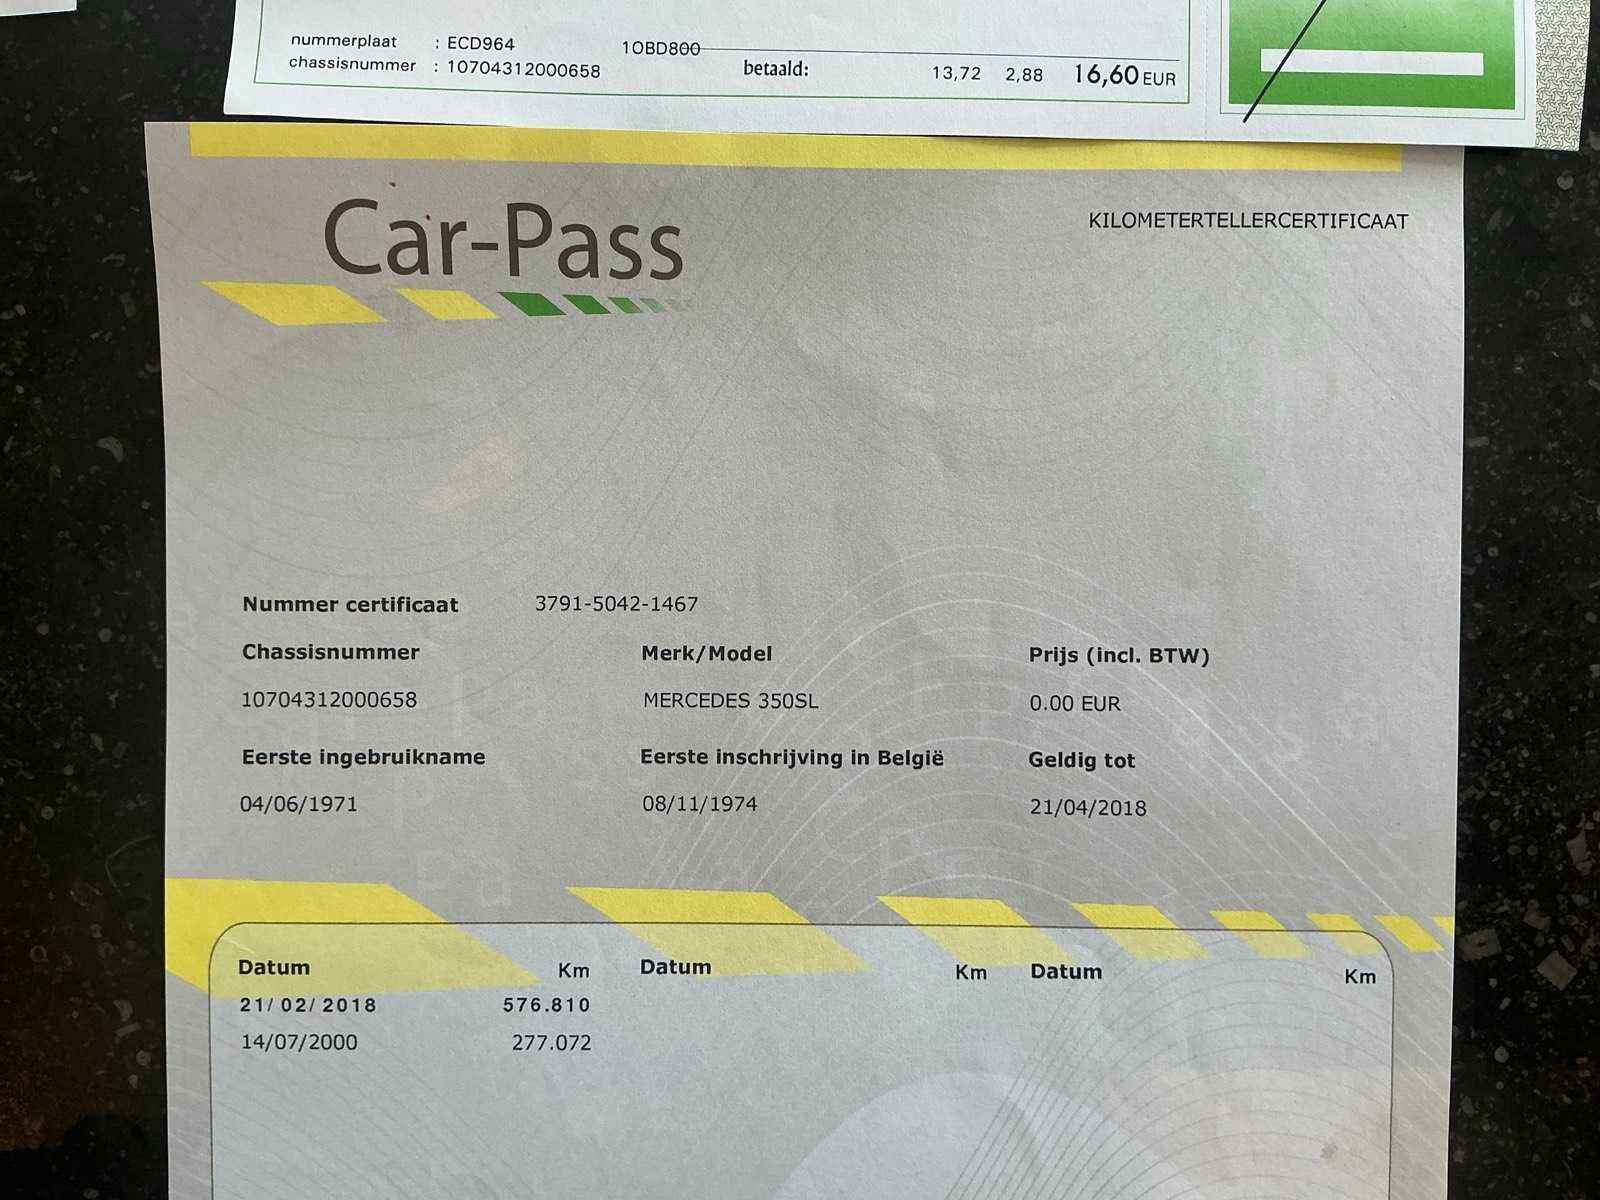 nummerplaat : ECD964 1OBD800
chassisnummer : 10704312000658 betaald: 13,72 2,88 16,60 EUR
Car-Pass
KILOMETERTELLERCERTIFICAAT
Nummer certificaat 3791-5042-1467
Chassisnummer Merk/Model Prijs (incl. BTW)
10704312000658 MERCEDES 350SL 0.00 EUR
Eerste ingebruikname Eerste inschrijving in België Geldig tot
04/06/1971 08/11/1974 21/04/2018
Datum Km Datum Km Datum Km
21/02/2018 576.810
14/07/2000 277.072